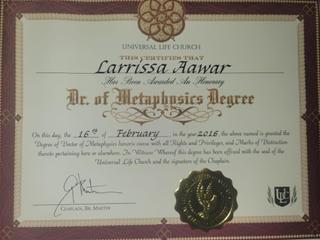 UNIVERSAL LIFE CHURCH
THIS CERTIFIES THAT
Larrissa Aawar
Has Been Awarded An Honorary
Dr. of Metaphysics Degree
On this day, the 16th of February, in the year 2016, the above named is granted the
Degree of Doctor of Metaphysics honoris causa with all Rights and Privileges, and Marks of Distinction
thereto pertaining here or elsewhere. In Witness Whereof this degree has been affixed with the seal of the
Universal Life Church and the signature of the Chaplain.
CHAPLAIN, BR. MARTIN
ULC